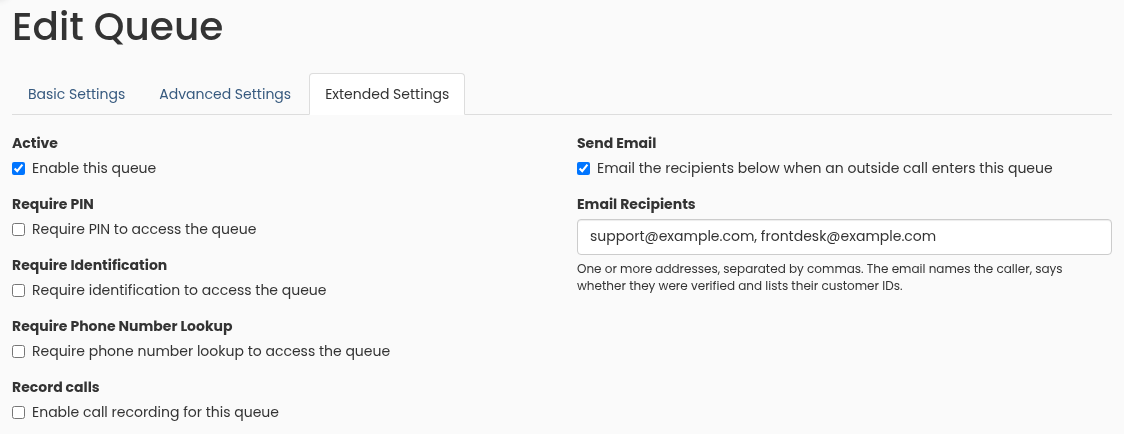 Edit Queue
Basic Settings
Advanced Settings
Extended Settings
Active
Enable this queue
Require PIN
Require PIN to access the queue
Require Identification
Require identification to access the queue
Require Phone Number Lookup
Require phone number lookup to access the queue
Record calls
Enable call recording for this queue
Send Email
Email the recipients below when an outside call enters this queue
Email Recipients
support@example.com, frontdesk@example.com
One or more addresses, separated by commas. The email names the caller, says
whether they were verified and lists their customer IDs.